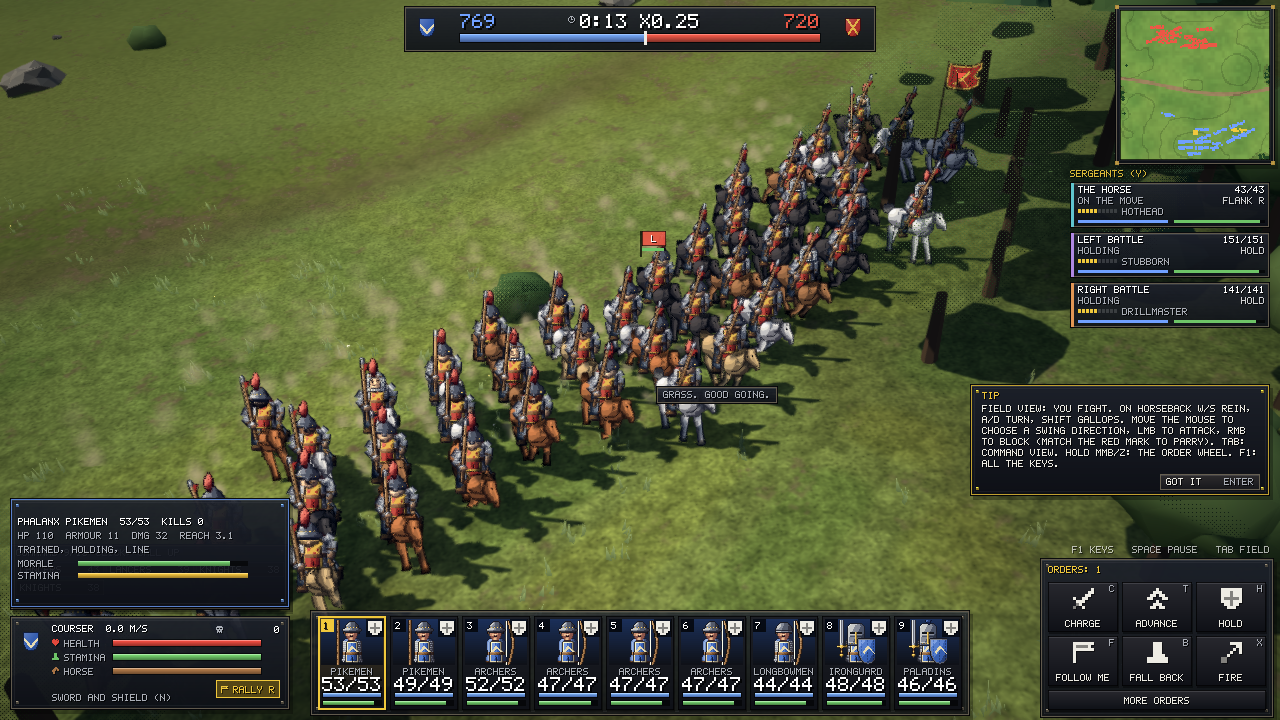 769 0:13 X0.25 720
SERGEANTS (Y)
THE HORSE 43/43
ON THE MOVE FLANK R
HOTHEAD
LEFT BATTLE 151/151
HOLDING HOLD
STUBBORN
RIGHT BATTLE 141/141
HOLDING HOLD
DRILLMASTER
L
GRASS. GOOD GOING.
TIP
FIELD VIEW: YOU FIGHT. ON HORSEBACK W/S REIN,
A/D TURN, SHIFT GALLOPS. MOVE THE MOUSE TO
CHOOSE A SWING DIRECTION, LMB TO ATTACK, RMB
TO BLOCK (MATCH THE RED MARK TO PARRY). TAB:
COMMAND VIEW. HOLD MMB/Z: THE ORDER WHEEL. F1:
ALL THE KEYS.
GOT IT ENTER
PHALANX PIKEMEN 53/53 KILLS 0
HP 110 ARMOUR 11 DMG 32 REACH 3.1
TRAINED, HOLDING, LINE
MORALE
STAMINA
COURSER 0.0 M/S 0
HEALTH
STAMINA
HORSE
SWORD AND SHIELD (N) RALLY R
1 2 3 4 5 6 7 8 9
PIKEMEN PIKEMEN ARCHERS ARCHERS ARCHERS ARCHERS LONGBOWMEN IRONGUARD PALADINS
53/53 49/49 52/52 47/47 47/47 47/47 44/44 48/48 46/46
F1 KEYS SPACE PAUSE TAB FIELD
ORDERS: 1
C T H
CHARGE ADVANCE HOLD
F B X
FOLLOW ME FALL BACK FIRE
MORE ORDERS